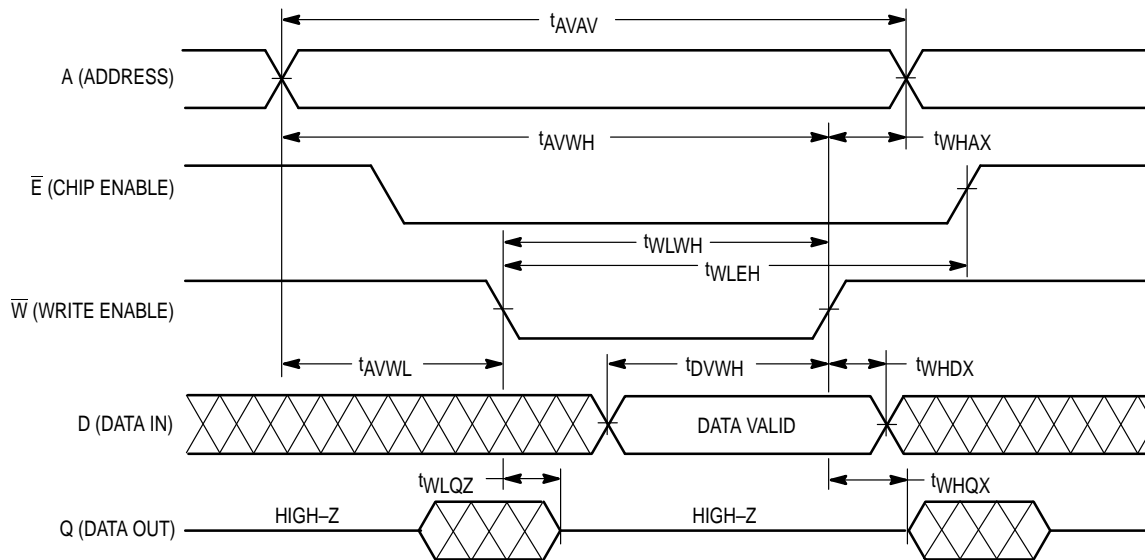 tAVAV
A (ADDRESS)
tAVWH
tWHAX
E (CHIP ENABLE)
tWLWH
tWLEH
W (WRITE ENABLE)
tAVWL
tDVWH
tWHDX
D (DATA IN)
DATA VALID
tWLQZ
tWHQX
Q (DATA OUT)
HIGH–Z
HIGH–Z